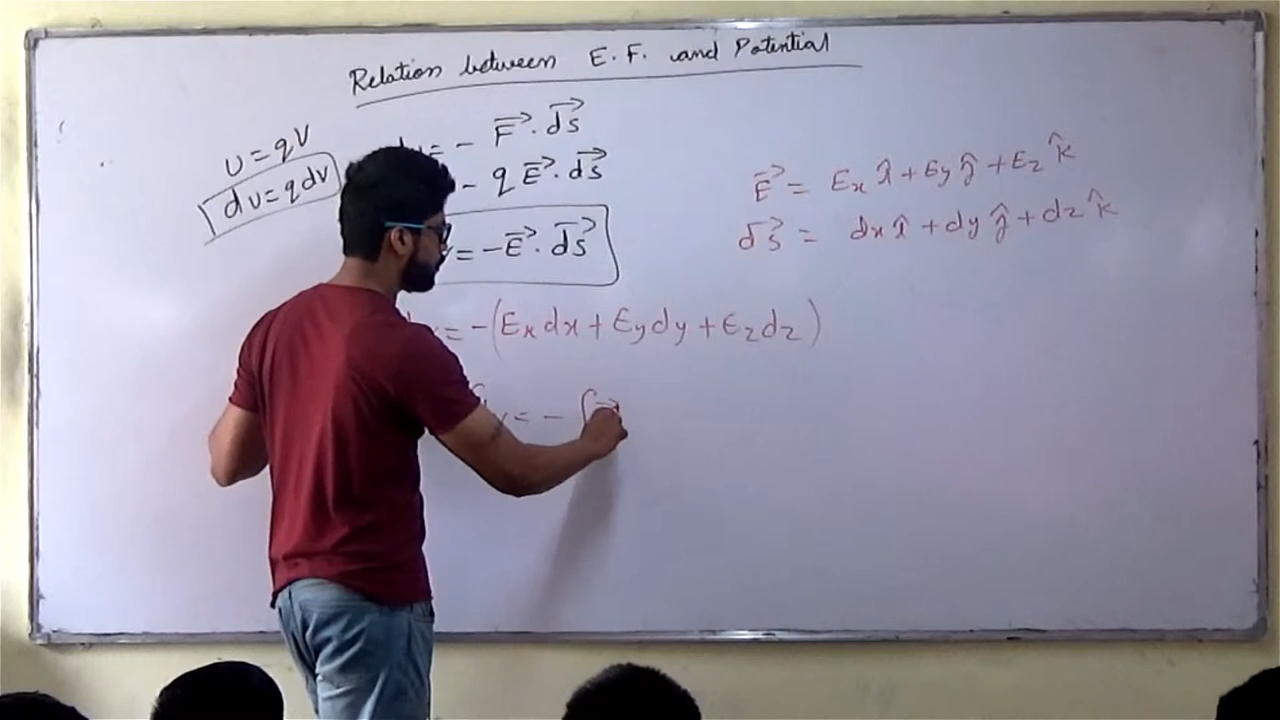 Relation between E.F. and Potential
U = qV
dU = qdV
= - F⃗ · ds⃗
- q E⃗ · ds⃗
= - E⃗ · ds⃗
E⃗ = Ex î + Ey ĵ + Ez k̂
ds⃗ = dx î + dy ĵ + dz k̂
= -(Ex dx + Ey dy + Ez dz)
= - ∫